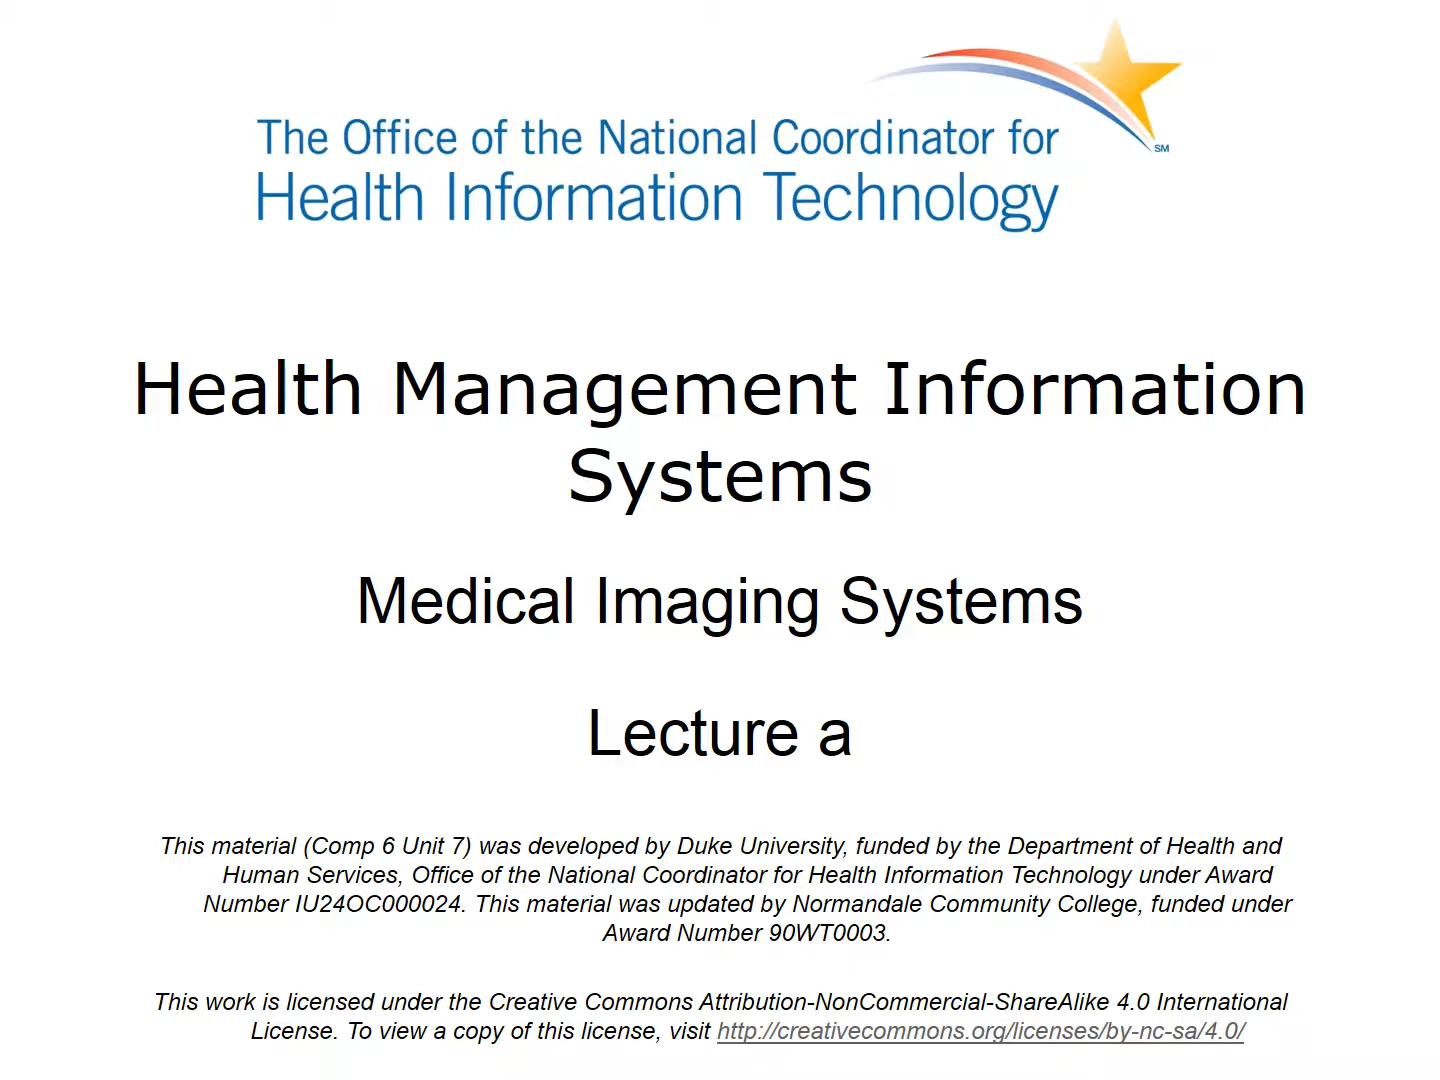 The Office of the National Coordinator for
Health Information Technology
SM
Health Management Information
Systems
Medical Imaging Systems
Lecture a
This material (Comp 6 Unit 7) was developed by Duke University, funded by the Department of Health and
Human Services, Office of the National Coordinator for Health Information Technology under Award
Number IU24OC000024. This material was updated by Normandale Community College, funded under
Award Number 90WT0003.
This work is licensed under the Creative Commons Attribution-NonCommercial-ShareAlike 4.0 International
License. To view a copy of this license, visit http://creativecommons.org/licenses/by-nc-sa/4.0/